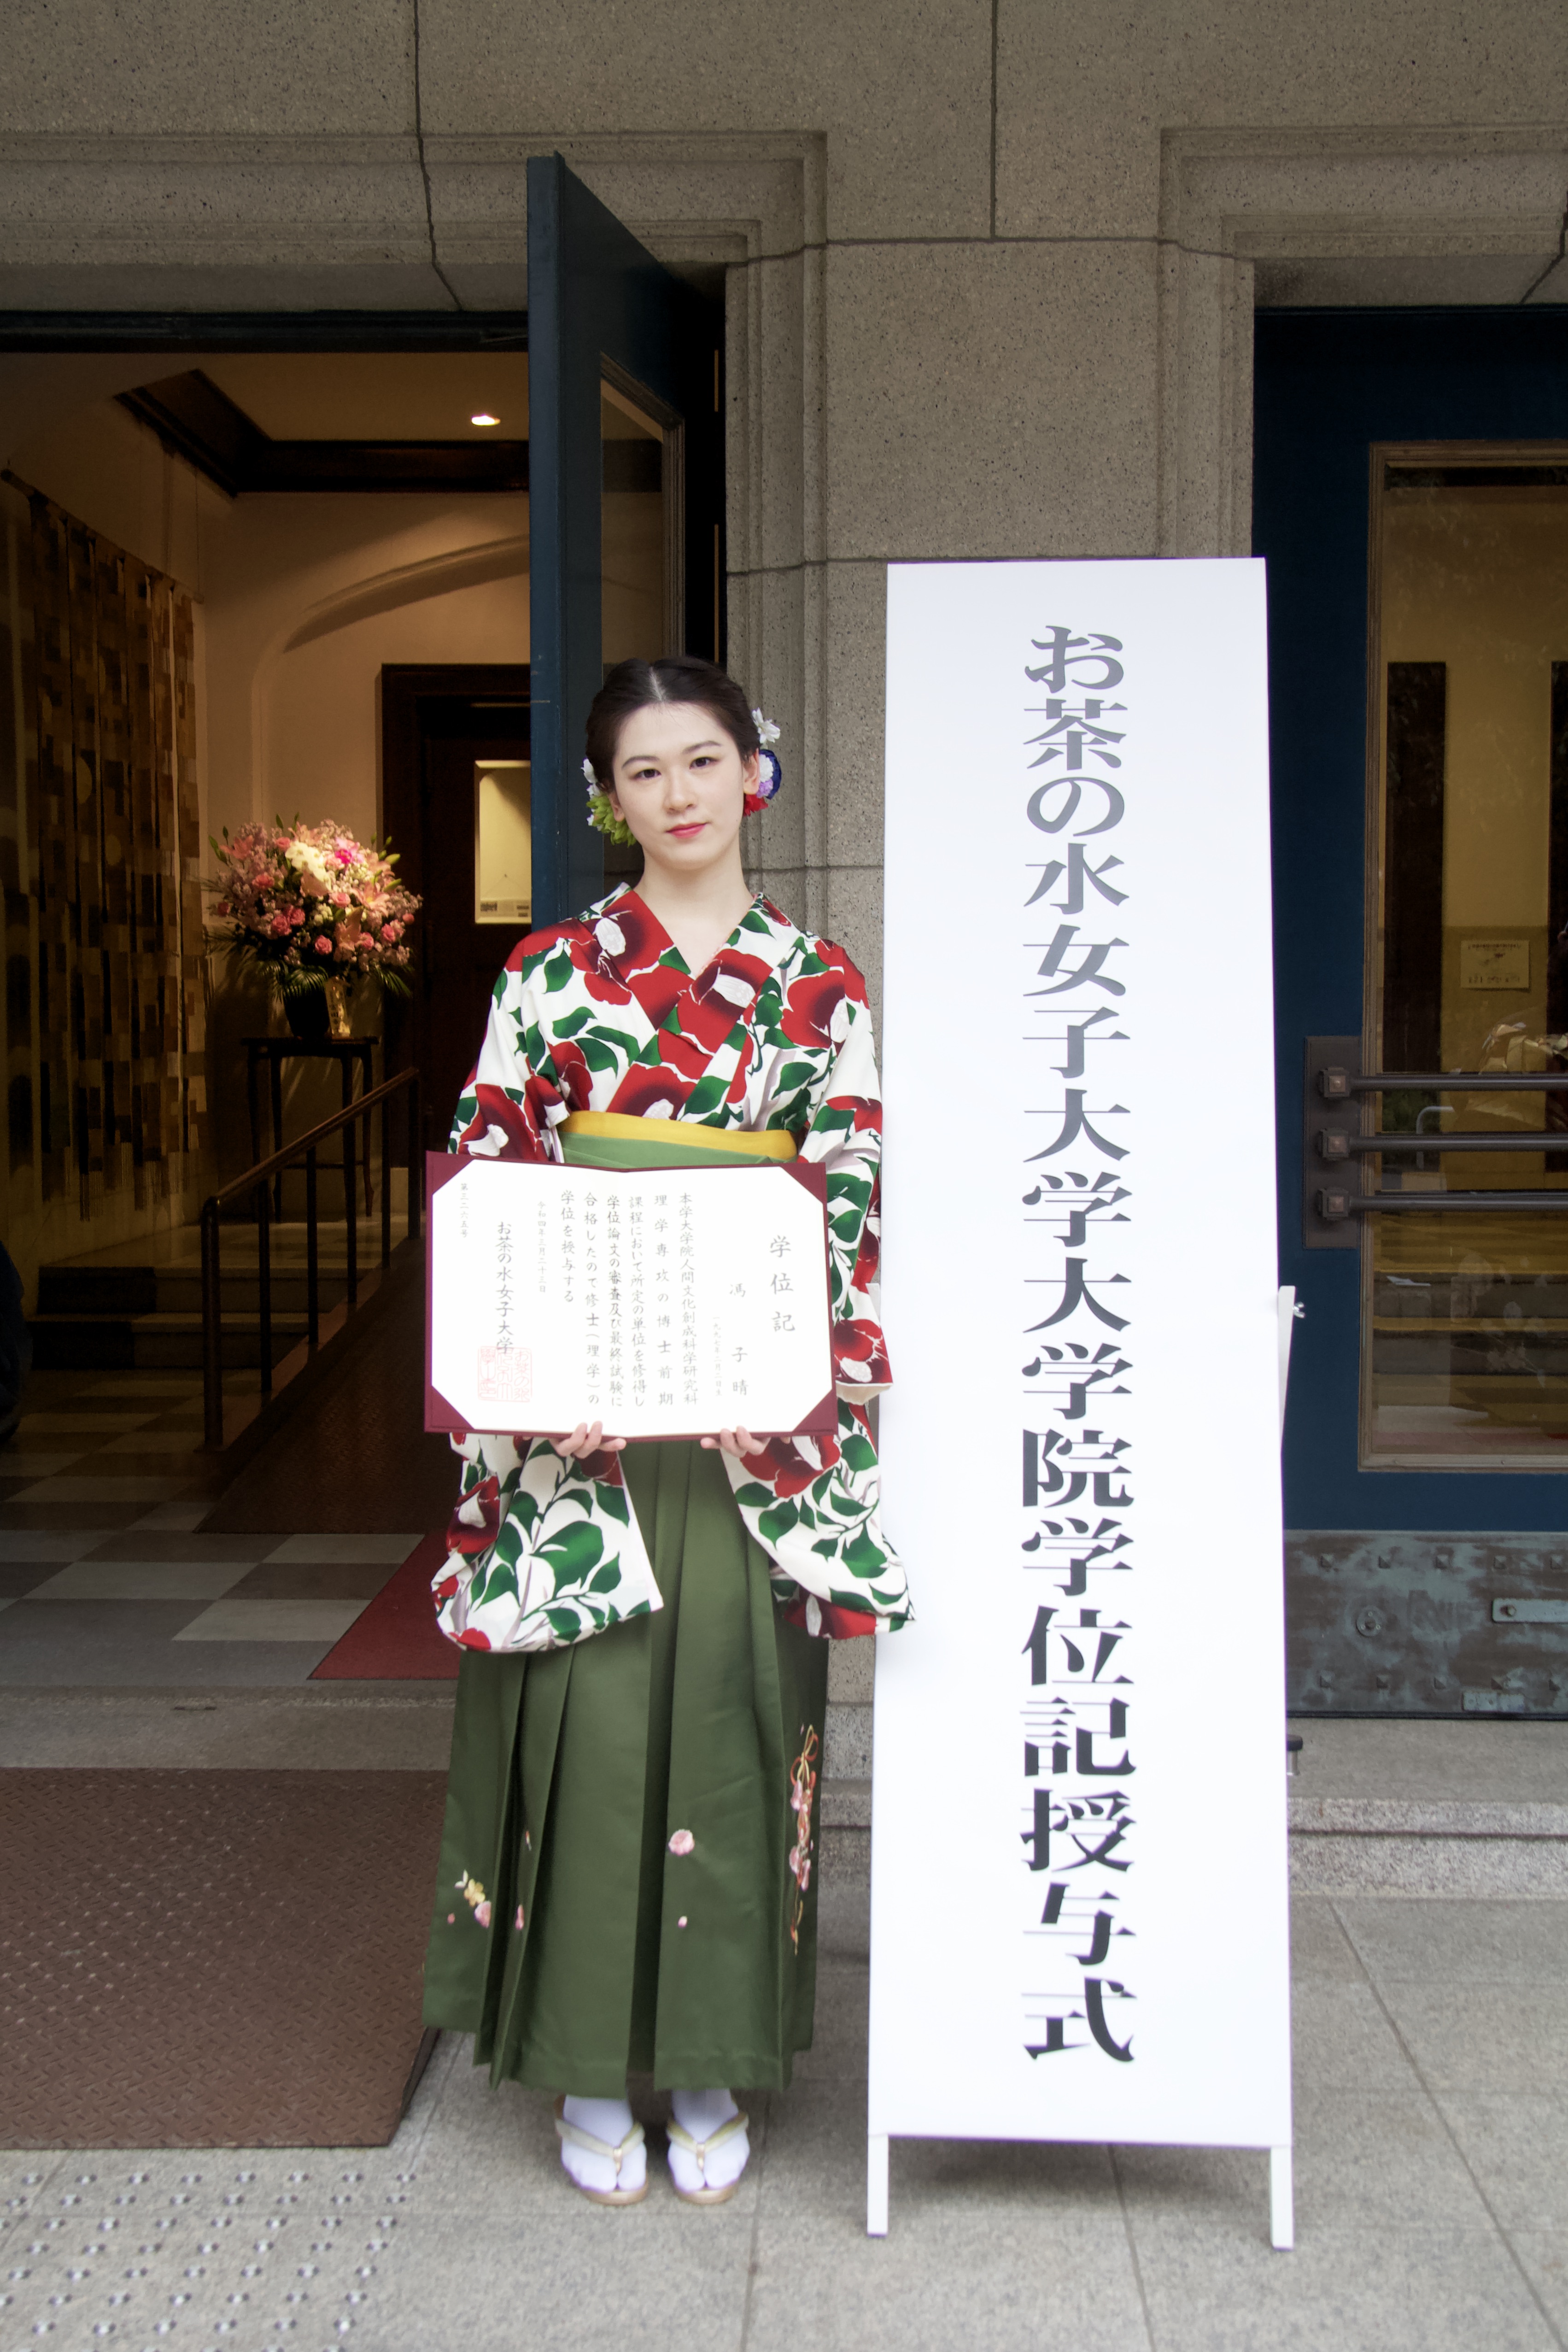 お茶の水女子大学大学院学位記授与式
学位記
馮子晴
本学大学院人間文化創成科学研究科
理学専攻の博士前期
課程において所定の単位を修得し
学位論文の審査及び最終試験に
合格したので修士(理学)の
学位を授与する
令和四年三月二十三日
お茶の水女子大学